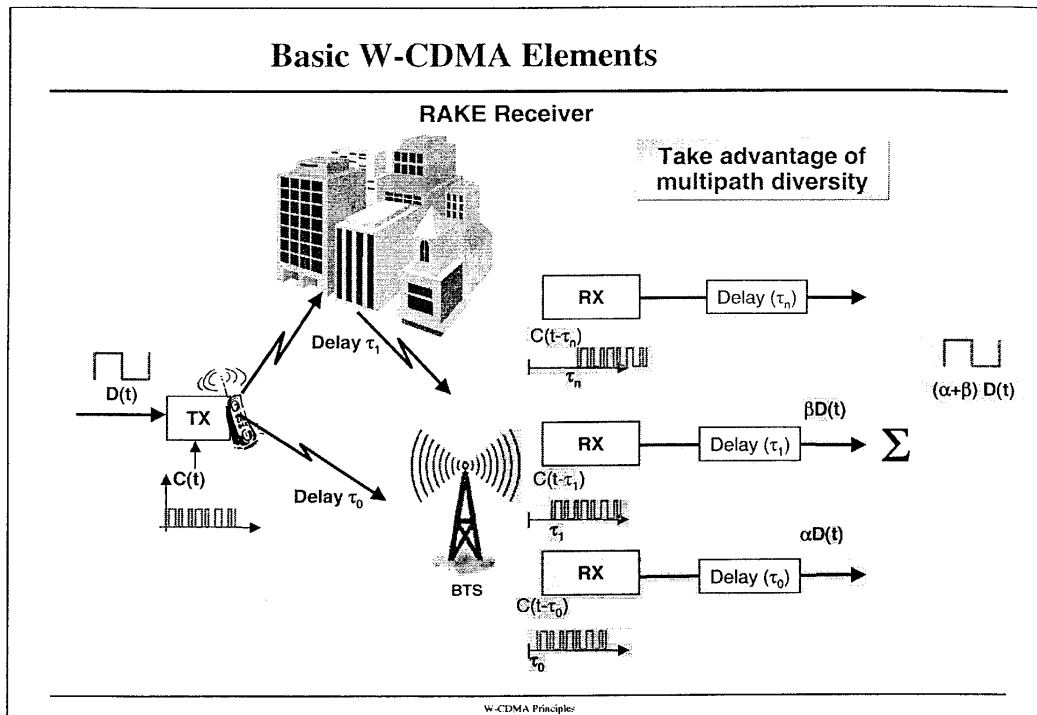 Basic W-CDMA Elements
RAKE Receiver
Take advantage of
multipath diversity
RX
Delay (τn)
C(t-τn)
τn
Delay τ1
D(t)
TX
C(t)
Delay τ0
BTS
RX
Delay (τ1)
βD(t)
Σ
(α+β) D(t)
C(t-τ1)
τ1
RX
Delay (τ0)
αD(t)
C(t-τ0)
τ0
W-CDMA Principles